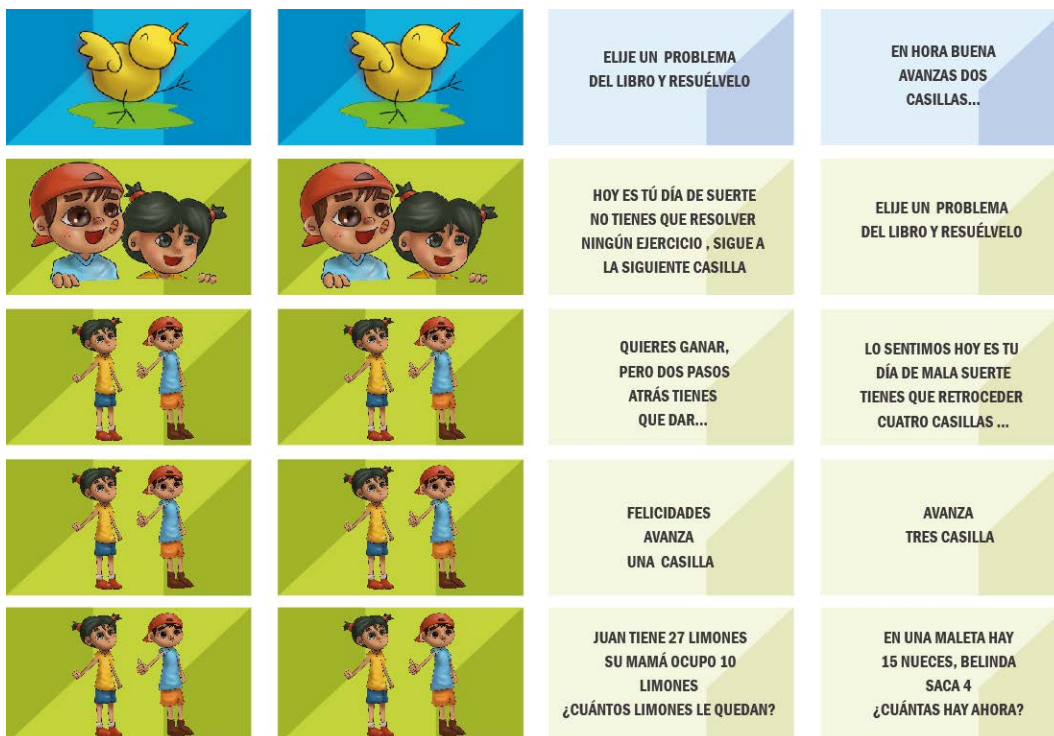 ELIJE UN PROBLEMA
DEL LIBRO Y RESUÉLVELO
EN HORA BUENA
AVANZAS DOS
CASILLAS...
HOY ES TÚ DÍA DE SUERTE
NO TIENES QUE RESOLVER
NINGÚN EJERCICIO , SIGUE A
LA SIGUIENTE CASILLA
ELIJE UN PROBLEMA
DEL LIBRO Y RESUÉLVELO
QUIERES GANAR,
PERO DOS PASOS
ATRÁS TIENES
QUE DAR...
LO SENTIMOS HOY ES TU
DÍA DE MALA SUERTE
TIENES QUE RETROCEDER
CUATRO CASILLAS ...
FELICIDADES
AVANZA
UNA CASILLA
AVANZA
TRES CASILLA
JUAN TIENE 27 LIMONES
SU MAMÁ OCUPO 10
LIMONES
¿CUÁNTOS LIMONES LE QUEDAN?
EN UNA MALETA HAY
15 NUECES, BELINDA
SACA 4
¿CUÁNTAS HAY AHORA?